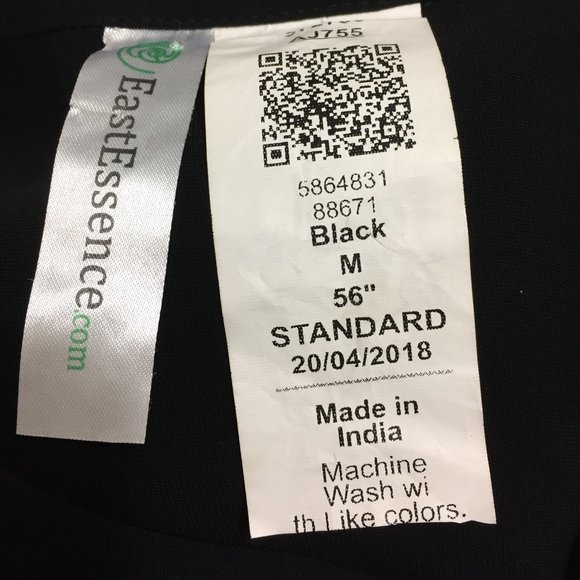 EastEssence.com
AJ755
5864831
88671
Black
M
56"
STANDARD
20/04/2018
Made in
India
Machine
Wash wi
th Like colors.